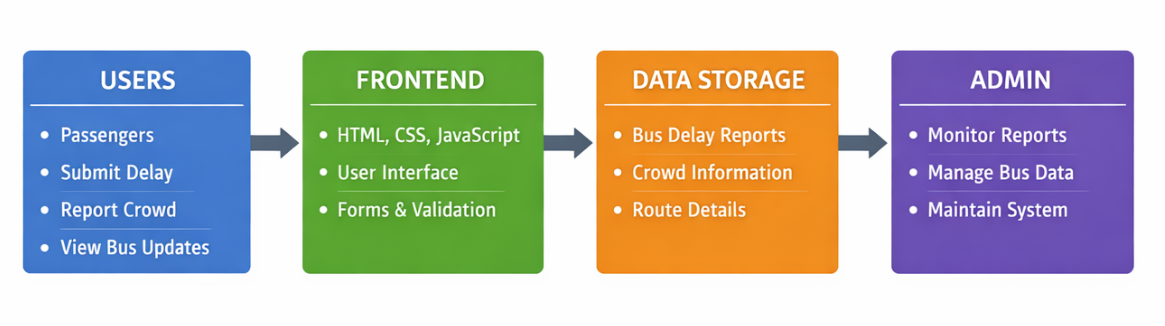 USERS
• Passengers
• Submit Delay
• Report Crowd
• View Bus Updates
FRONTEND
• HTML, CSS, JavaScript
• User Interface
• Forms & Validation
DATA STORAGE
• Bus Delay Reports
• Crowd Information
• Route Details
ADMIN
• Monitor Reports
• Manage Bus Data
• Maintain System